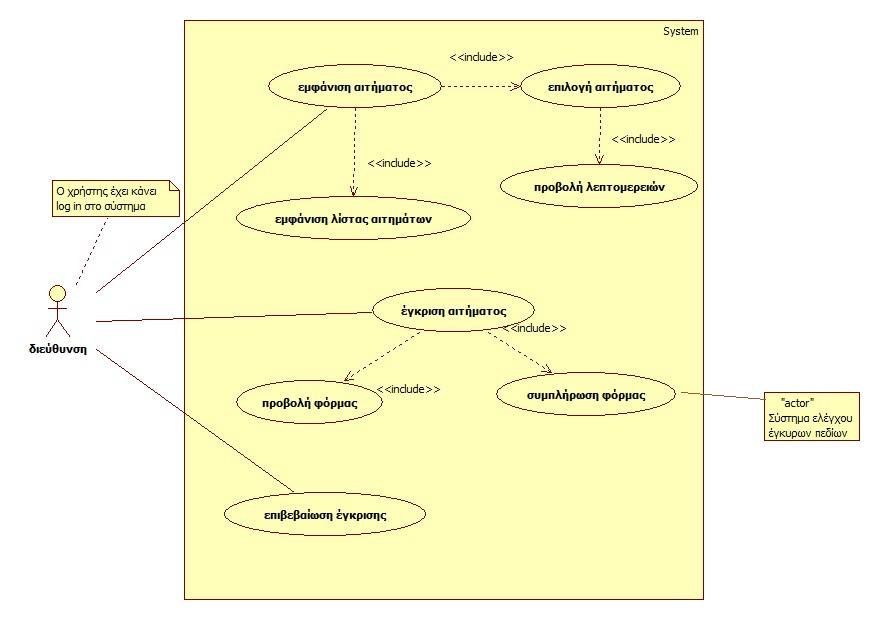 System
<<include>>
εμφάνιση αιτήματος
επιλογή αιτήματος
<<include>>
<<include>>
προβολή λεπτομερειών
Ο χρήστης έχει κάνει
log in στο σύστημα
εμφάνιση λίστας αιτημάτων
έγκριση αιτήματος
<<include>>
διεύθυνση
<<include>>
προβολή φόρμας
συμπλήρωση φόρμας
"actor"
Σύστημα ελέγχου
έγκυρων πεδίων
επιβεβαίωση έγκρισης